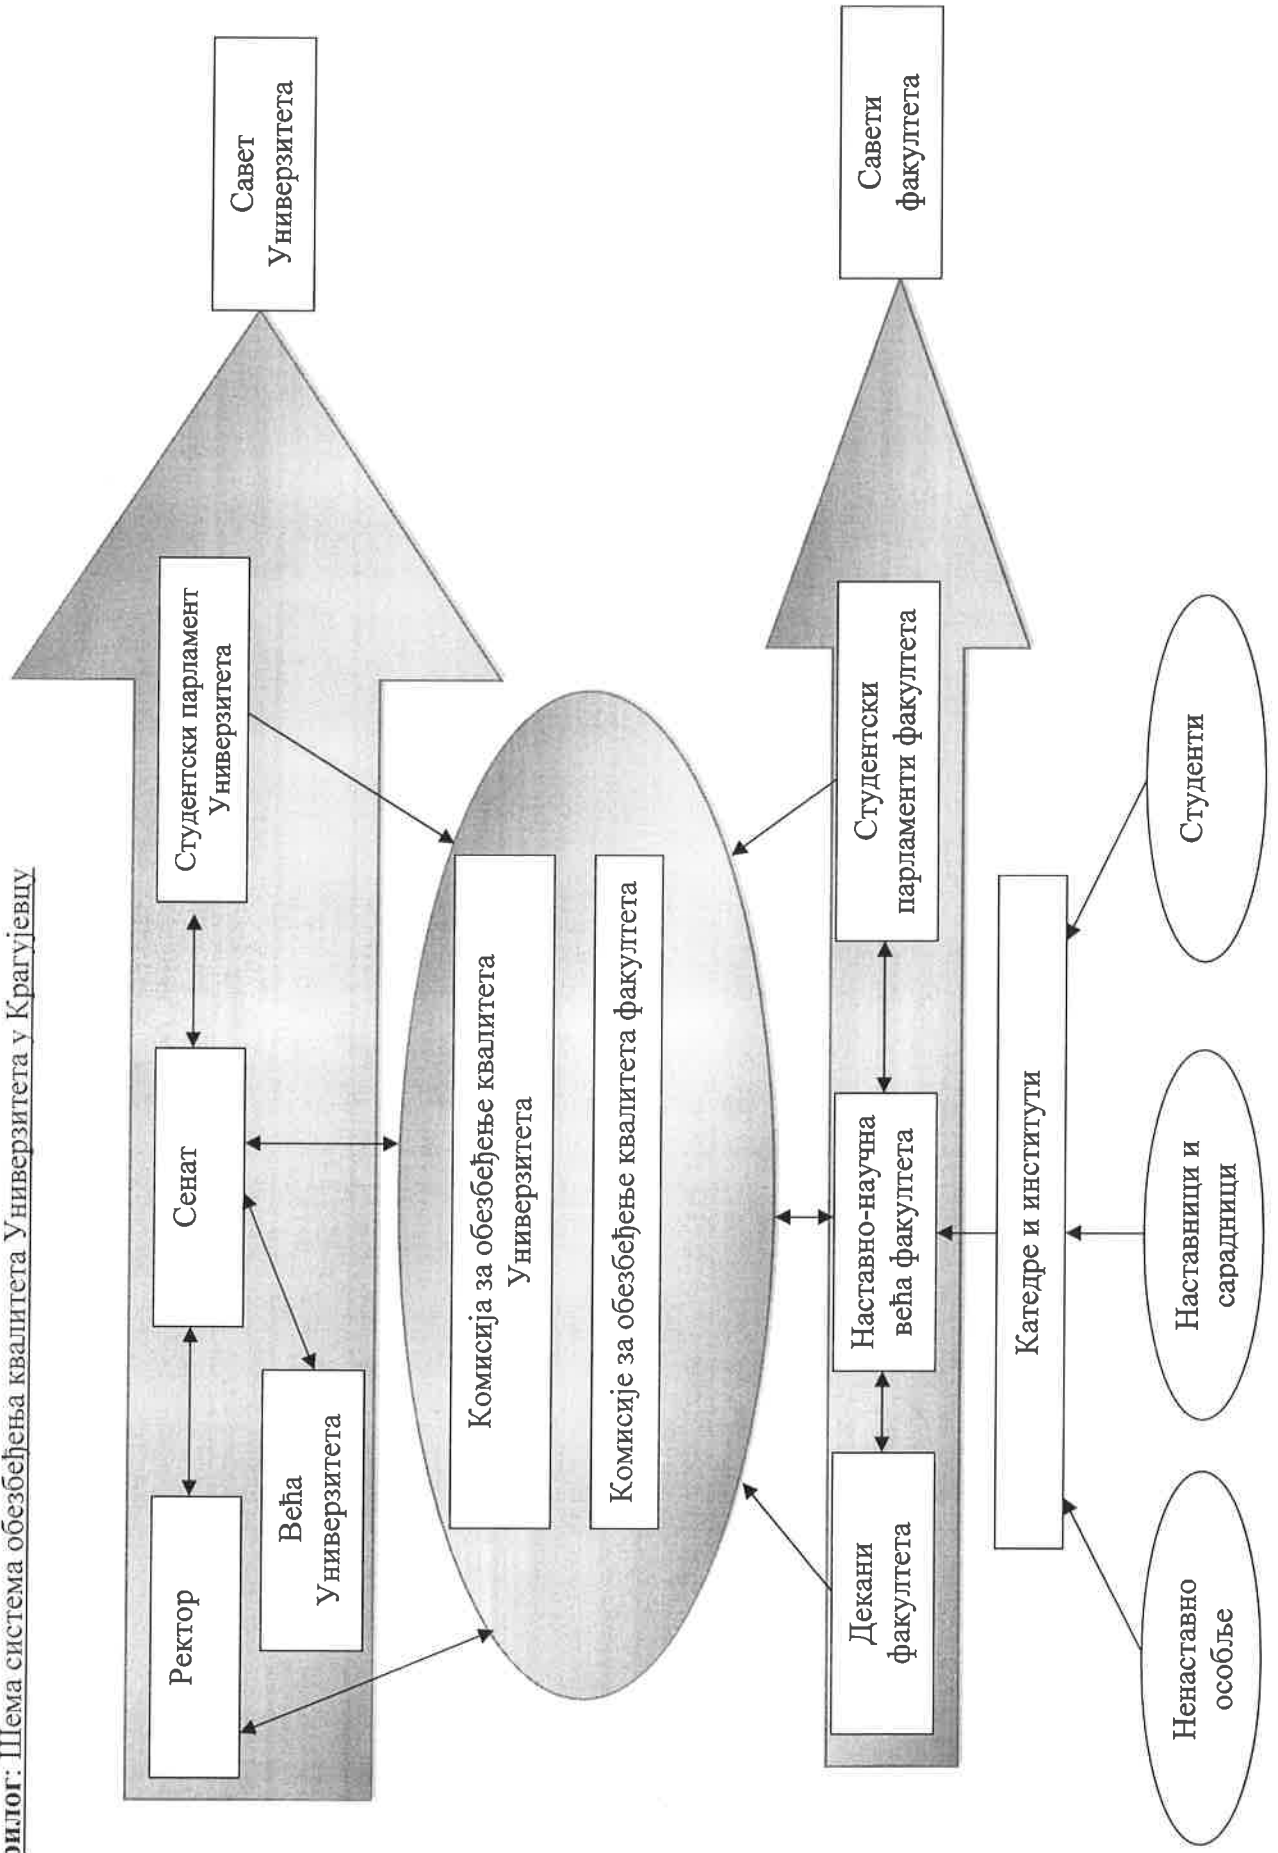 рилог: Шема система обезбеђења квалитета Универзитета у Крагујевцу
Савет
Универзитета
Студентски парламент
Универзитета
Сенат
Ректор
Већа
Универзитета
Комисија за обезбеђење квалитета
Универзитета
Комисије за обезбеђење квалитета факултета
Савети
факултета
Студентски
парламенти факултета
Наставно-научна
већа факултета
Декани
факултета
Катедре и институти
Ненаставно
особље
Наставници и
сарадници
Студенти